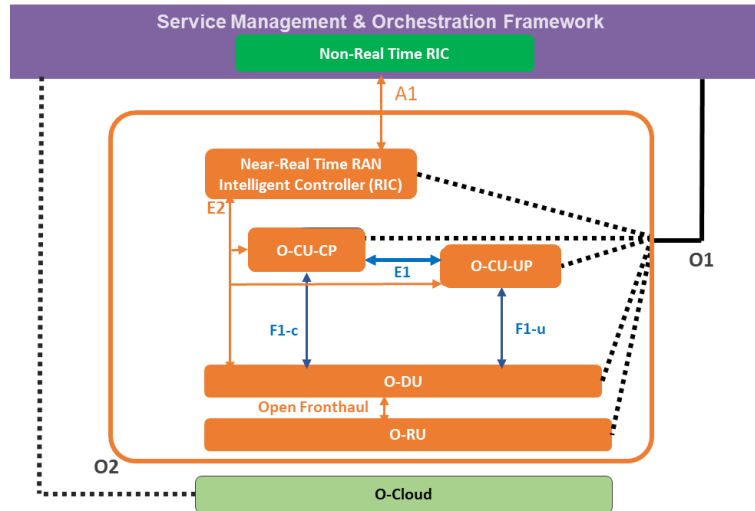 Service Management & Orchestration Framework
Non-Real Time RIC
A1
Near-Real Time RAN
Intelligent Controller (RIC)
E2
O-CU-CP
O-CU-UP
E1
O1
F1-c
F1-u
O-DU
Open Fronthaul
O-RU
O2
O-Cloud